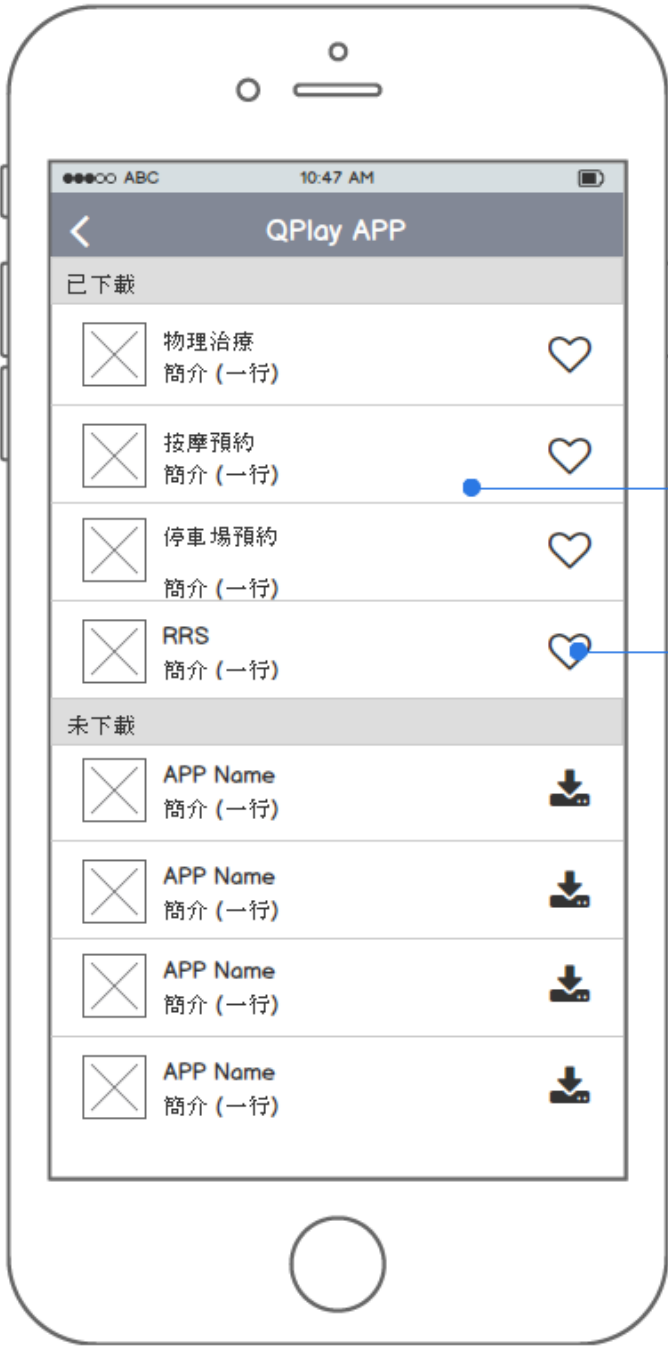 ABC 10:47 AM
QPlay APP
已下載
物理治療
簡介 (一行)
按摩預約
簡介 (一行)
停車場預約
簡介 (一行)
RRS
簡介 (一行)
未下載
APP Name
簡介 (一行)
APP Name
簡介 (一行)
APP Name
簡介 (一行)
APP Name
簡介 (一行)